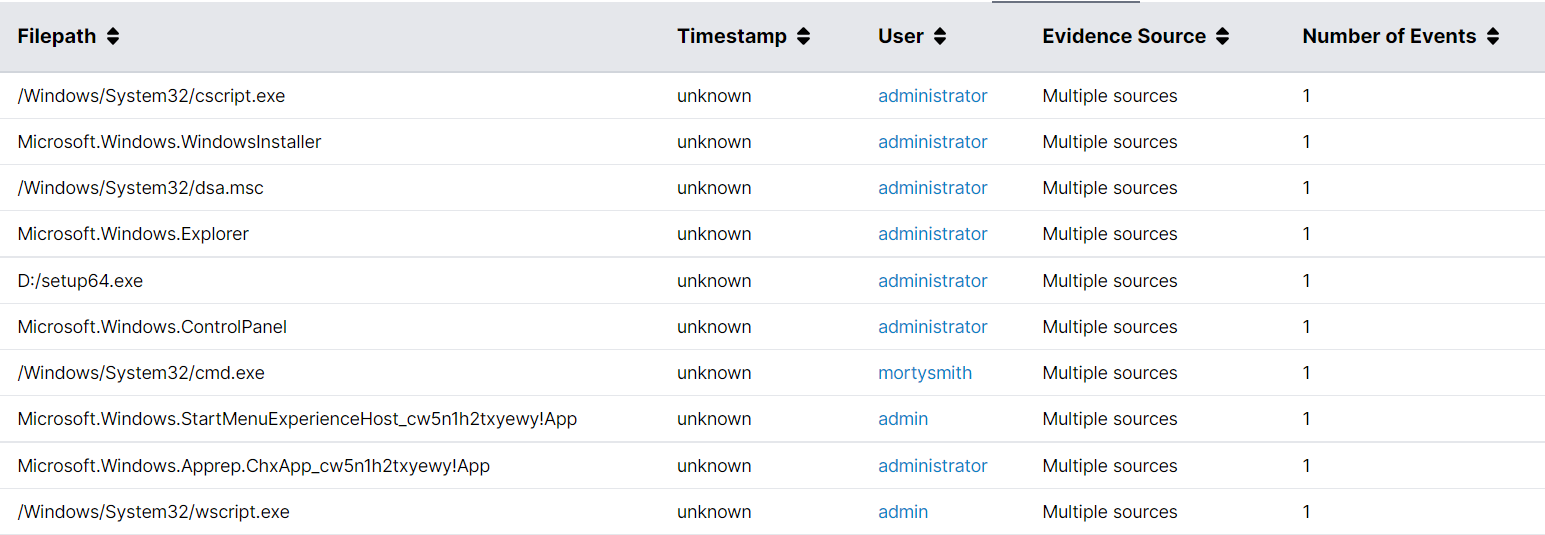 Filepath Timestamp User Evidence Source Number of Events
/Windows/System32/cscript.exe unknown administrator Multiple sources 1
Microsoft.Windows.WindowsInstaller unknown administrator Multiple sources 1
/Windows/System32/dsa.msc unknown administrator Multiple sources 1
Microsoft.Windows.Explorer unknown administrator Multiple sources 1
D:/setup64.exe unknown administrator Multiple sources 1
Microsoft.Windows.ControlPanel unknown administrator Multiple sources 1
/Windows/System32/cmd.exe unknown mortysmith Multiple sources 1
Microsoft.Windows.StartMenuExperienceHost_cw5n1h2txyewy!App unknown admin Multiple sources 1
Microsoft.Windows.Apprep.ChxApp_cw5n1h2txyewy!App unknown administrator Multiple sources 1
/Windows/System32/wscript.exe unknown admin Multiple sources 1